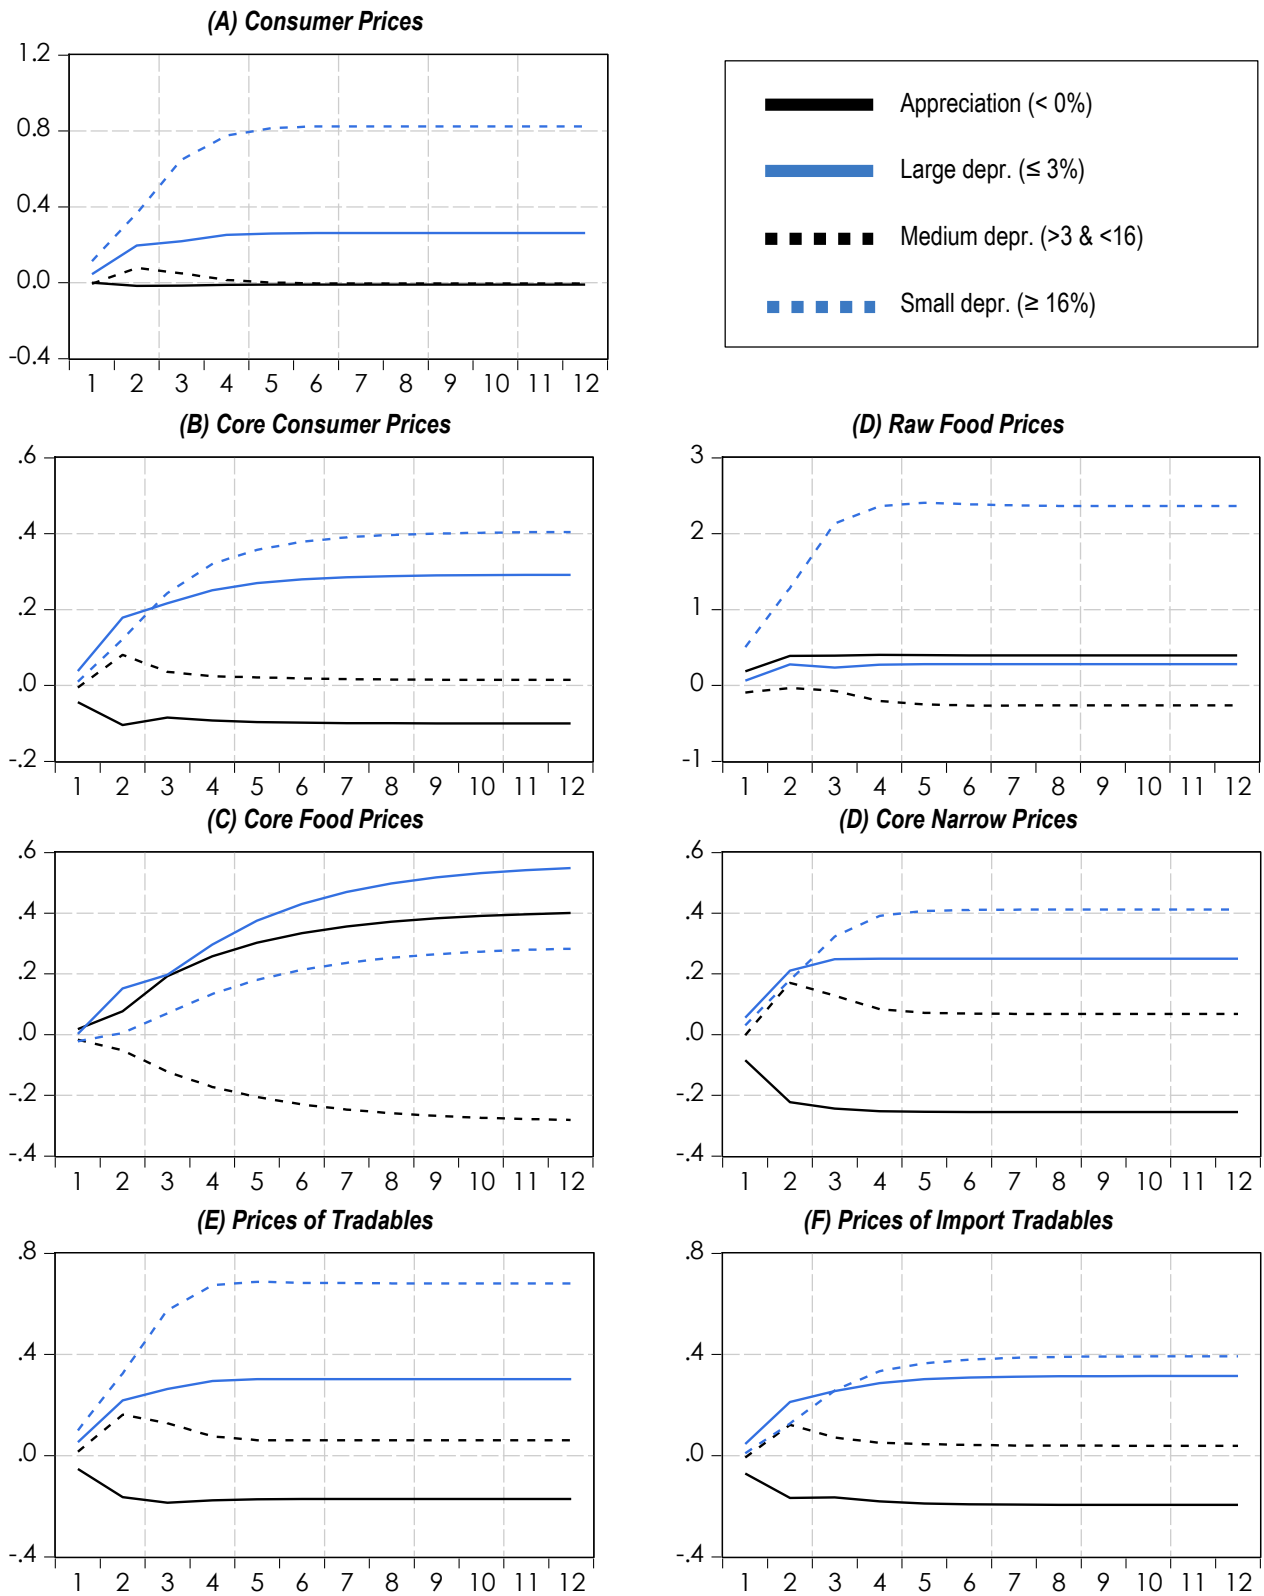 (A) Consumer Prices
1.2
0.8
0.4
0.0
-0.4
1 2 3 4 5 6 7 8 9 10 11 12
Appreciation (< 0%)
Large depr. (≤ 3%)
Medium depr. (>3 & <16)
Small depr. (≥ 16%)
(B) Core Consumer Prices
.6
.4
.2
.0
-.2
1 2 3 4 5 6 7 8 9 10 11 12
(D) Raw Food Prices
3
2
1
0
-1
1 2 3 4 5 6 7 8 9 10 11 12
(C) Core Food Prices
.6
.4
.2
.0
-.2
-.4
1 2 3 4 5 6 7 8 9 10 11 12
(D) Core Narrow Prices
.6
.4
.2
.0
-.2
-.4
1 2 3 4 5 6 7 8 9 10 11 12
(E) Prices of Tradables
.8
.4
.0
-.4
1 2 3 4 5 6 7 8 9 10 11 12
(F) Prices of Import Tradables
.8
.4
.0
-.4
1 2 3 4 5 6 7 8 9 10 11 12